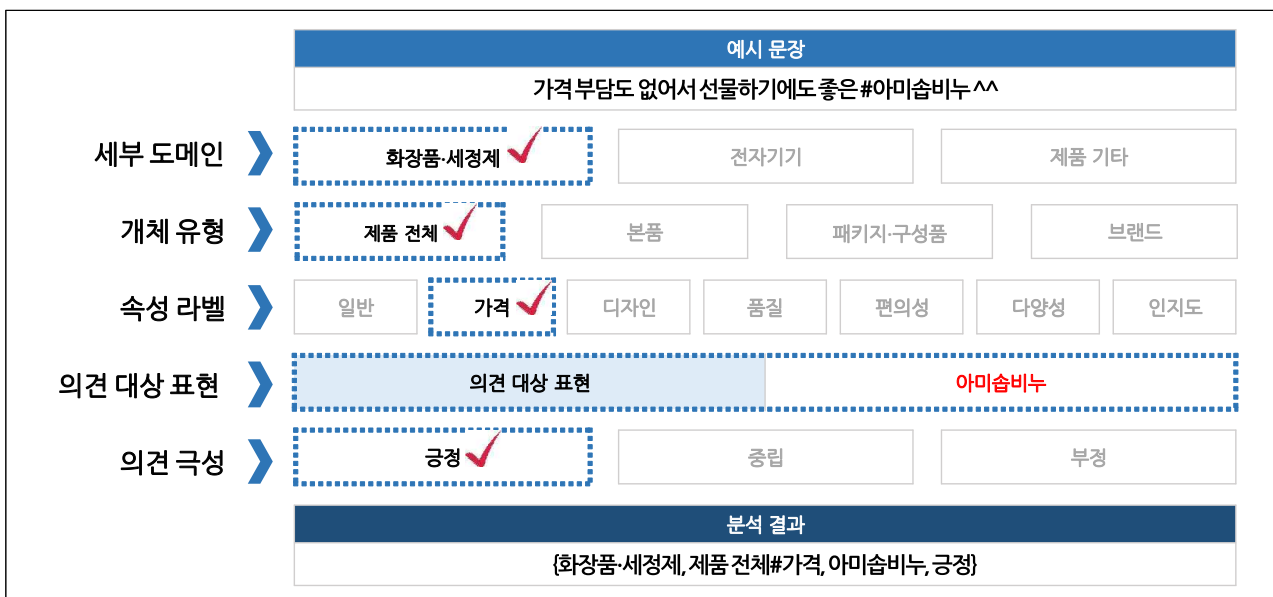 예시 문장
가격 부담도 없어서 선물하기에도 좋은 #아미솝비누 ^^
세부 도메인 화장품·세정제 전자기기 제품 기타
개체 유형 제품 전체 본품 패키지·구성품 브랜드
속성 라벨 일반 가격 디자인 품질 편의성 다양성 인지도
의견 대상 표현 의견 대상 표현 아미솝비누
의견 극성 긍정 중립 부정
분석 결과
{화장품·세정제, 제품 전체#가격, 아미솝비누, 긍정}